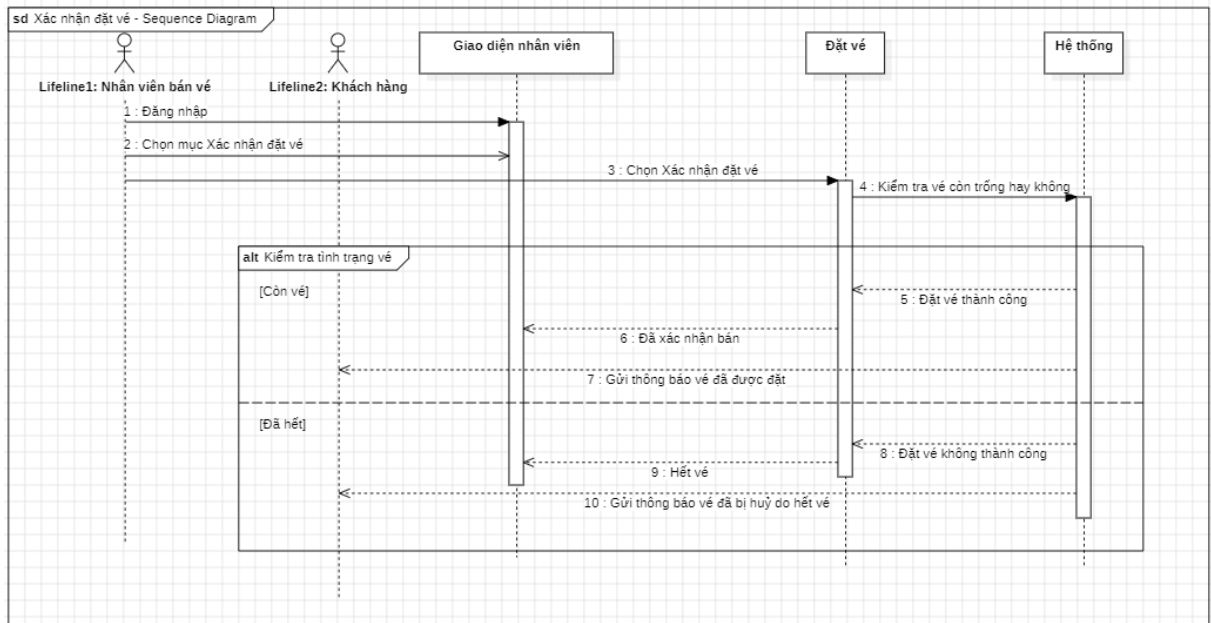 sd Xác nhận đặt vé - Sequence Diagram
Giao diện nhân viên
Đặt vé
Hệ thống
Lifeline1: Nhân viên bán vé
Lifeline2: Khách hàng
1 : Đăng nhập
2 : Chọn mục Xác nhận đặt vé
3 : Chọn Xác nhận đặt vé
4 : Kiểm tra vé còn trống hay không
alt Kiểm tra tình trạng vé
[Còn vé]
5 : Đặt vé thành công
6 : Đã xác nhận bán
7 : Gửi thông báo vé đã được đặt
[Đã hết]
8 : Đặt vé không thành công
9 : Hết vé
10 : Gửi thông báo vé đã bị huỷ do hết vé